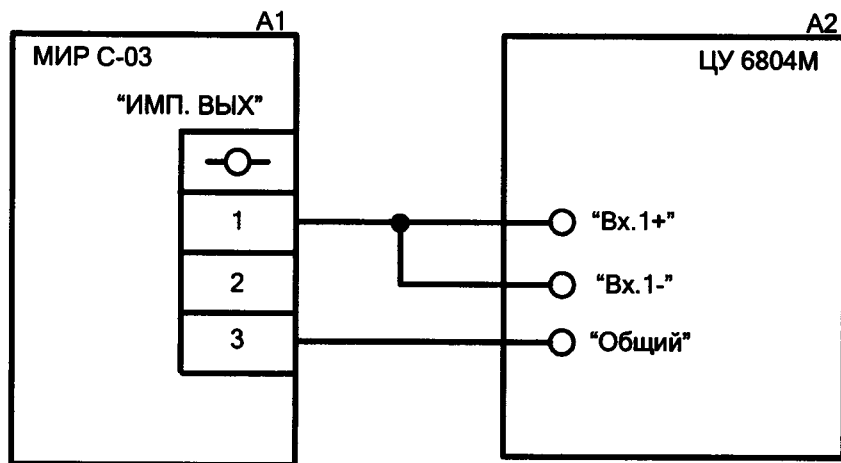 A1
A2
МИР С-03
ЦУ 6804М
“ИМП. ВЫХ”
1
“Вх.1+”
2
“Вх.1-”
3
“Общий”